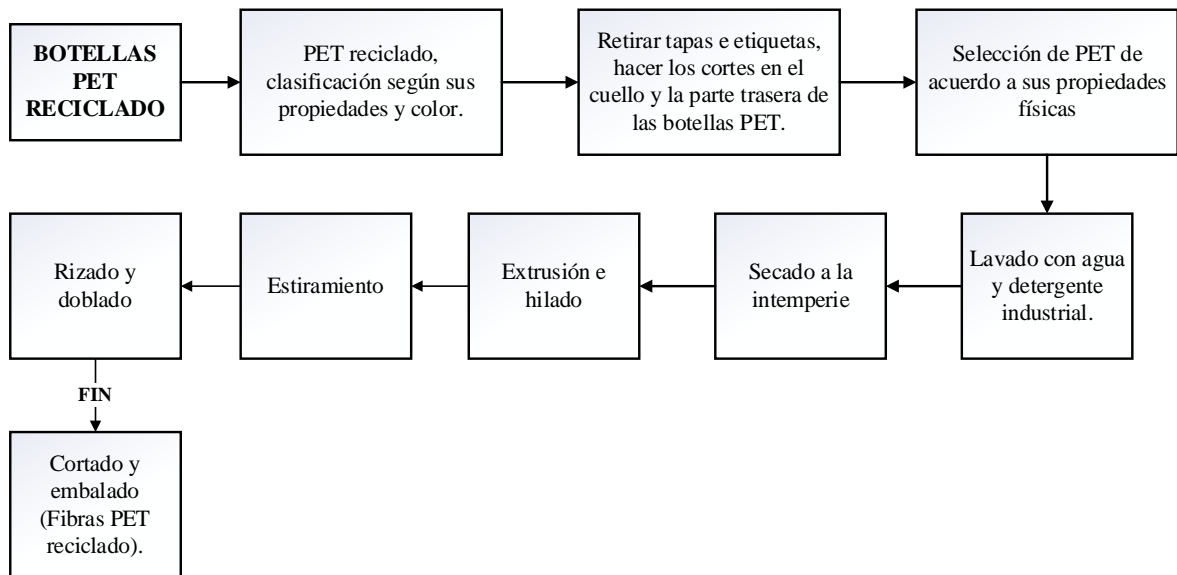 BOTELLAS
PET
RECICLADO
PET reciclado,
clasificación según sus
propiedades y color.
Retirar tapas e etiquetas,
hacer los cortes en el
cuello y la parte trasera de
las botellas PET.
Selección de PET de
acuerdo a sus propiedades
físicas
Lavado con agua
y detergente
industrial.
Secado a la
intemperie
Extrusión e
hilado
Estiramiento
Rizado y
doblado
FIN
Cortado y
embalado
(Fibras PET
reciclado).